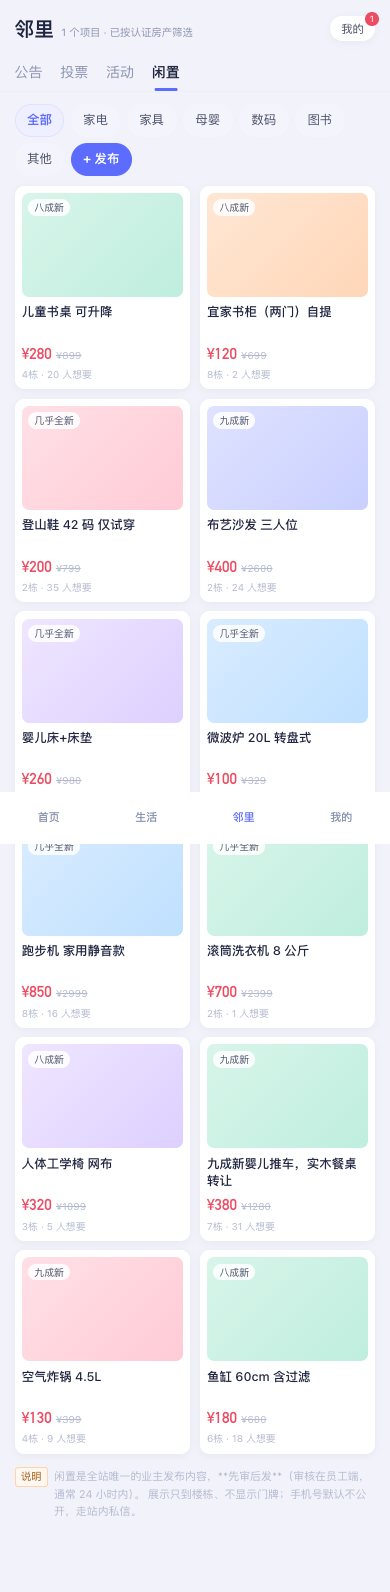 邻里 1 个项目 · 已按认证房产筛选
我的 1
公告 投票 活动 闲置
全部 家电 家具 母婴 数码 图书
其他 + 发布
八成新
儿童书桌 可升降
¥280 ¥899
4栋 · 20 人想要
八成新
宜家书柜（两门）自提
¥120 ¥699
8栋 · 2 人想要
几乎全新
登山鞋 42 码 仅试穿
¥200 ¥799
2栋 · 35 人想要
九成新
布艺沙发 三人位
¥400 ¥2600
2栋 · 24 人想要
几乎全新
婴儿床+床垫
¥260 ¥980
几乎全新
微波炉 20L 转盘式
¥100 ¥329
首页 生活 邻里 我的
几乎全新
跑步机 家用静音款
¥850 ¥2999
8栋 · 16 人想要
几乎全新
滚筒洗衣机 8 公斤
¥700 ¥2399
2栋 · 1 人想要
八成新
人体工学椅 网布
¥320 ¥1099
3栋 · 5 人想要
九成新
九成新婴儿推车，实木餐桌
转让
¥380 ¥1280
7栋 · 31 人想要
九成新
空气炸锅 4.5L
¥130 ¥399
4栋 · 9 人想要
八成新
鱼缸 60cm 含过滤
¥180 ¥680
6栋 · 18 人想要
说明 闲置是全站唯一的业主发布内容，**先审后发**（审核在员工端，
通常 24 小时内）。 展示只到楼栋、不显示门牌；手机号默认不公
开，走站内私信。